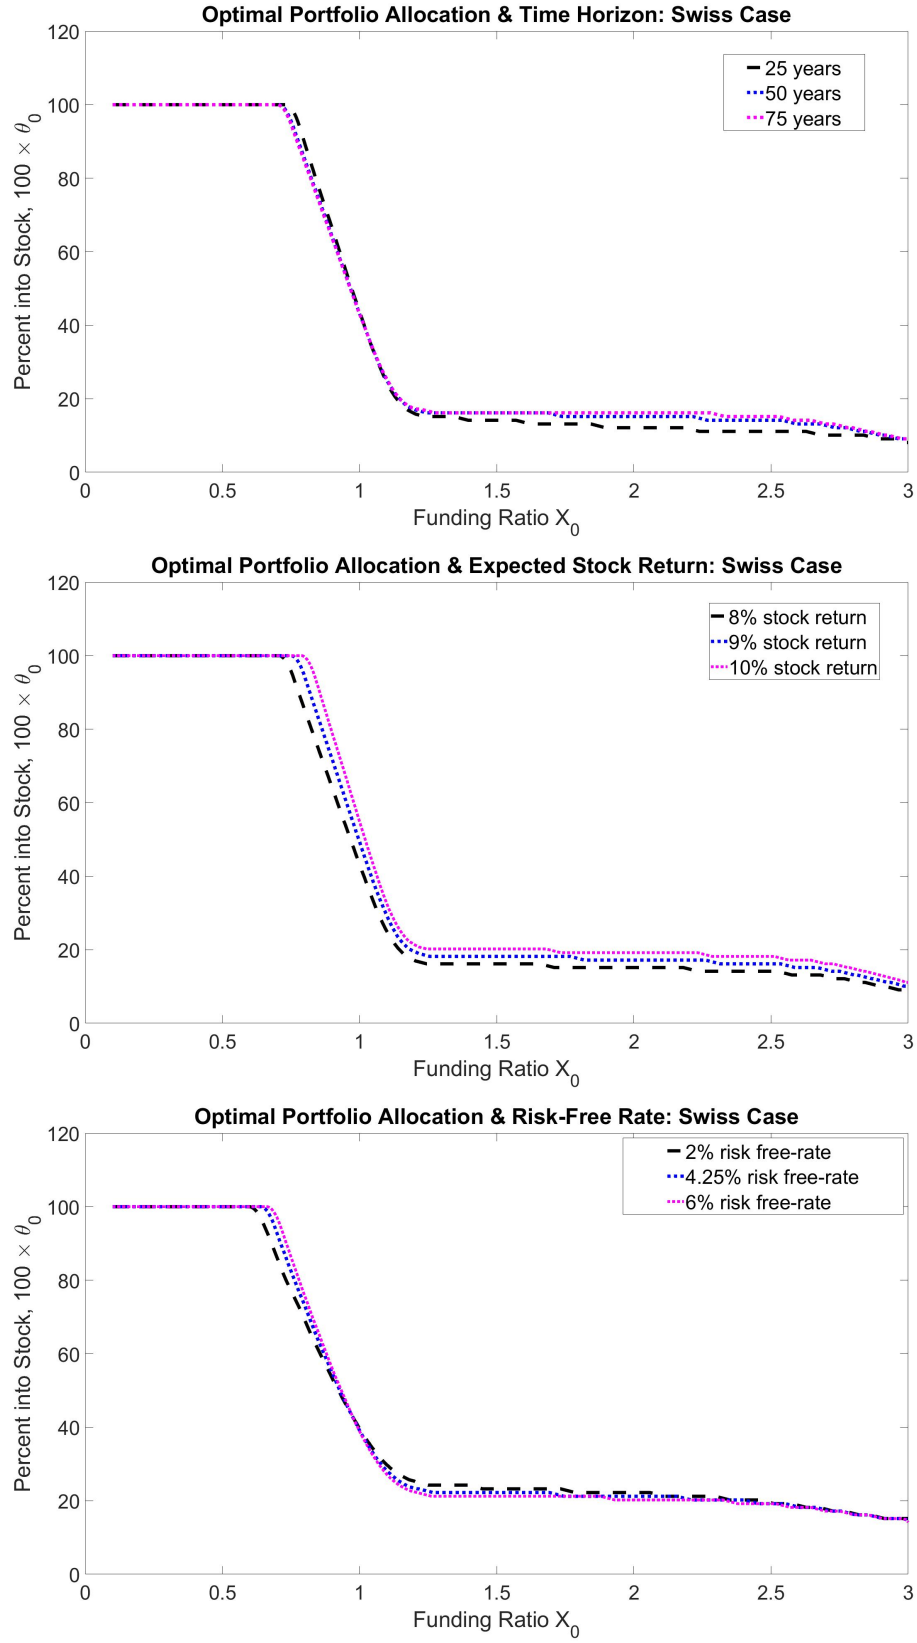 Optimal Portfolio Allocation & Time Horizon: Swiss Case
120
100
80
60
40
20
0
Percent into Stock, 100 × θ0
25 years
50 years
75 years
0 0.5 1 1.5 2 2.5 3
Funding Ratio X0
Optimal Portfolio Allocation & Expected Stock Return: Swiss Case
120
100
80
60
40
20
0
Percent into Stock, 100 × θ0
8% stock return
9% stock return
10% stock return
0 0.5 1 1.5 2 2.5 3
Funding Ratio X0
Optimal Portfolio Allocation & Risk-Free Rate: Swiss Case
120
100
80
60
40
20
0
Percent into Stock, 100 × θ0
2% risk free-rate
4.25% risk free-rate
6% risk free-rate
0 0.5 1 1.5 2 2.5 3
Funding Ratio X0